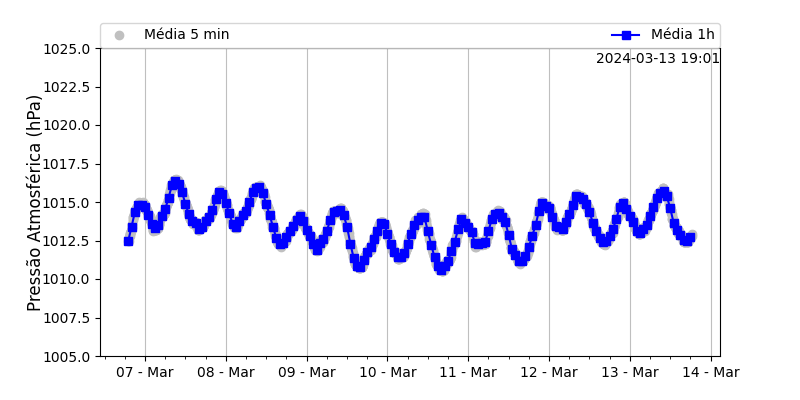 Média 5 min
Média 1h
2024-03-13 19:01
Pressão Atmosférica (hPa)
1025.0
1022.5
1020.0
1017.5
1015.0
1012.5
1010.0
1007.5
1005.0
07 - Mar
08 - Mar
09 - Mar
10 - Mar
11 - Mar
12 - Mar
13 - Mar
14 - Mar